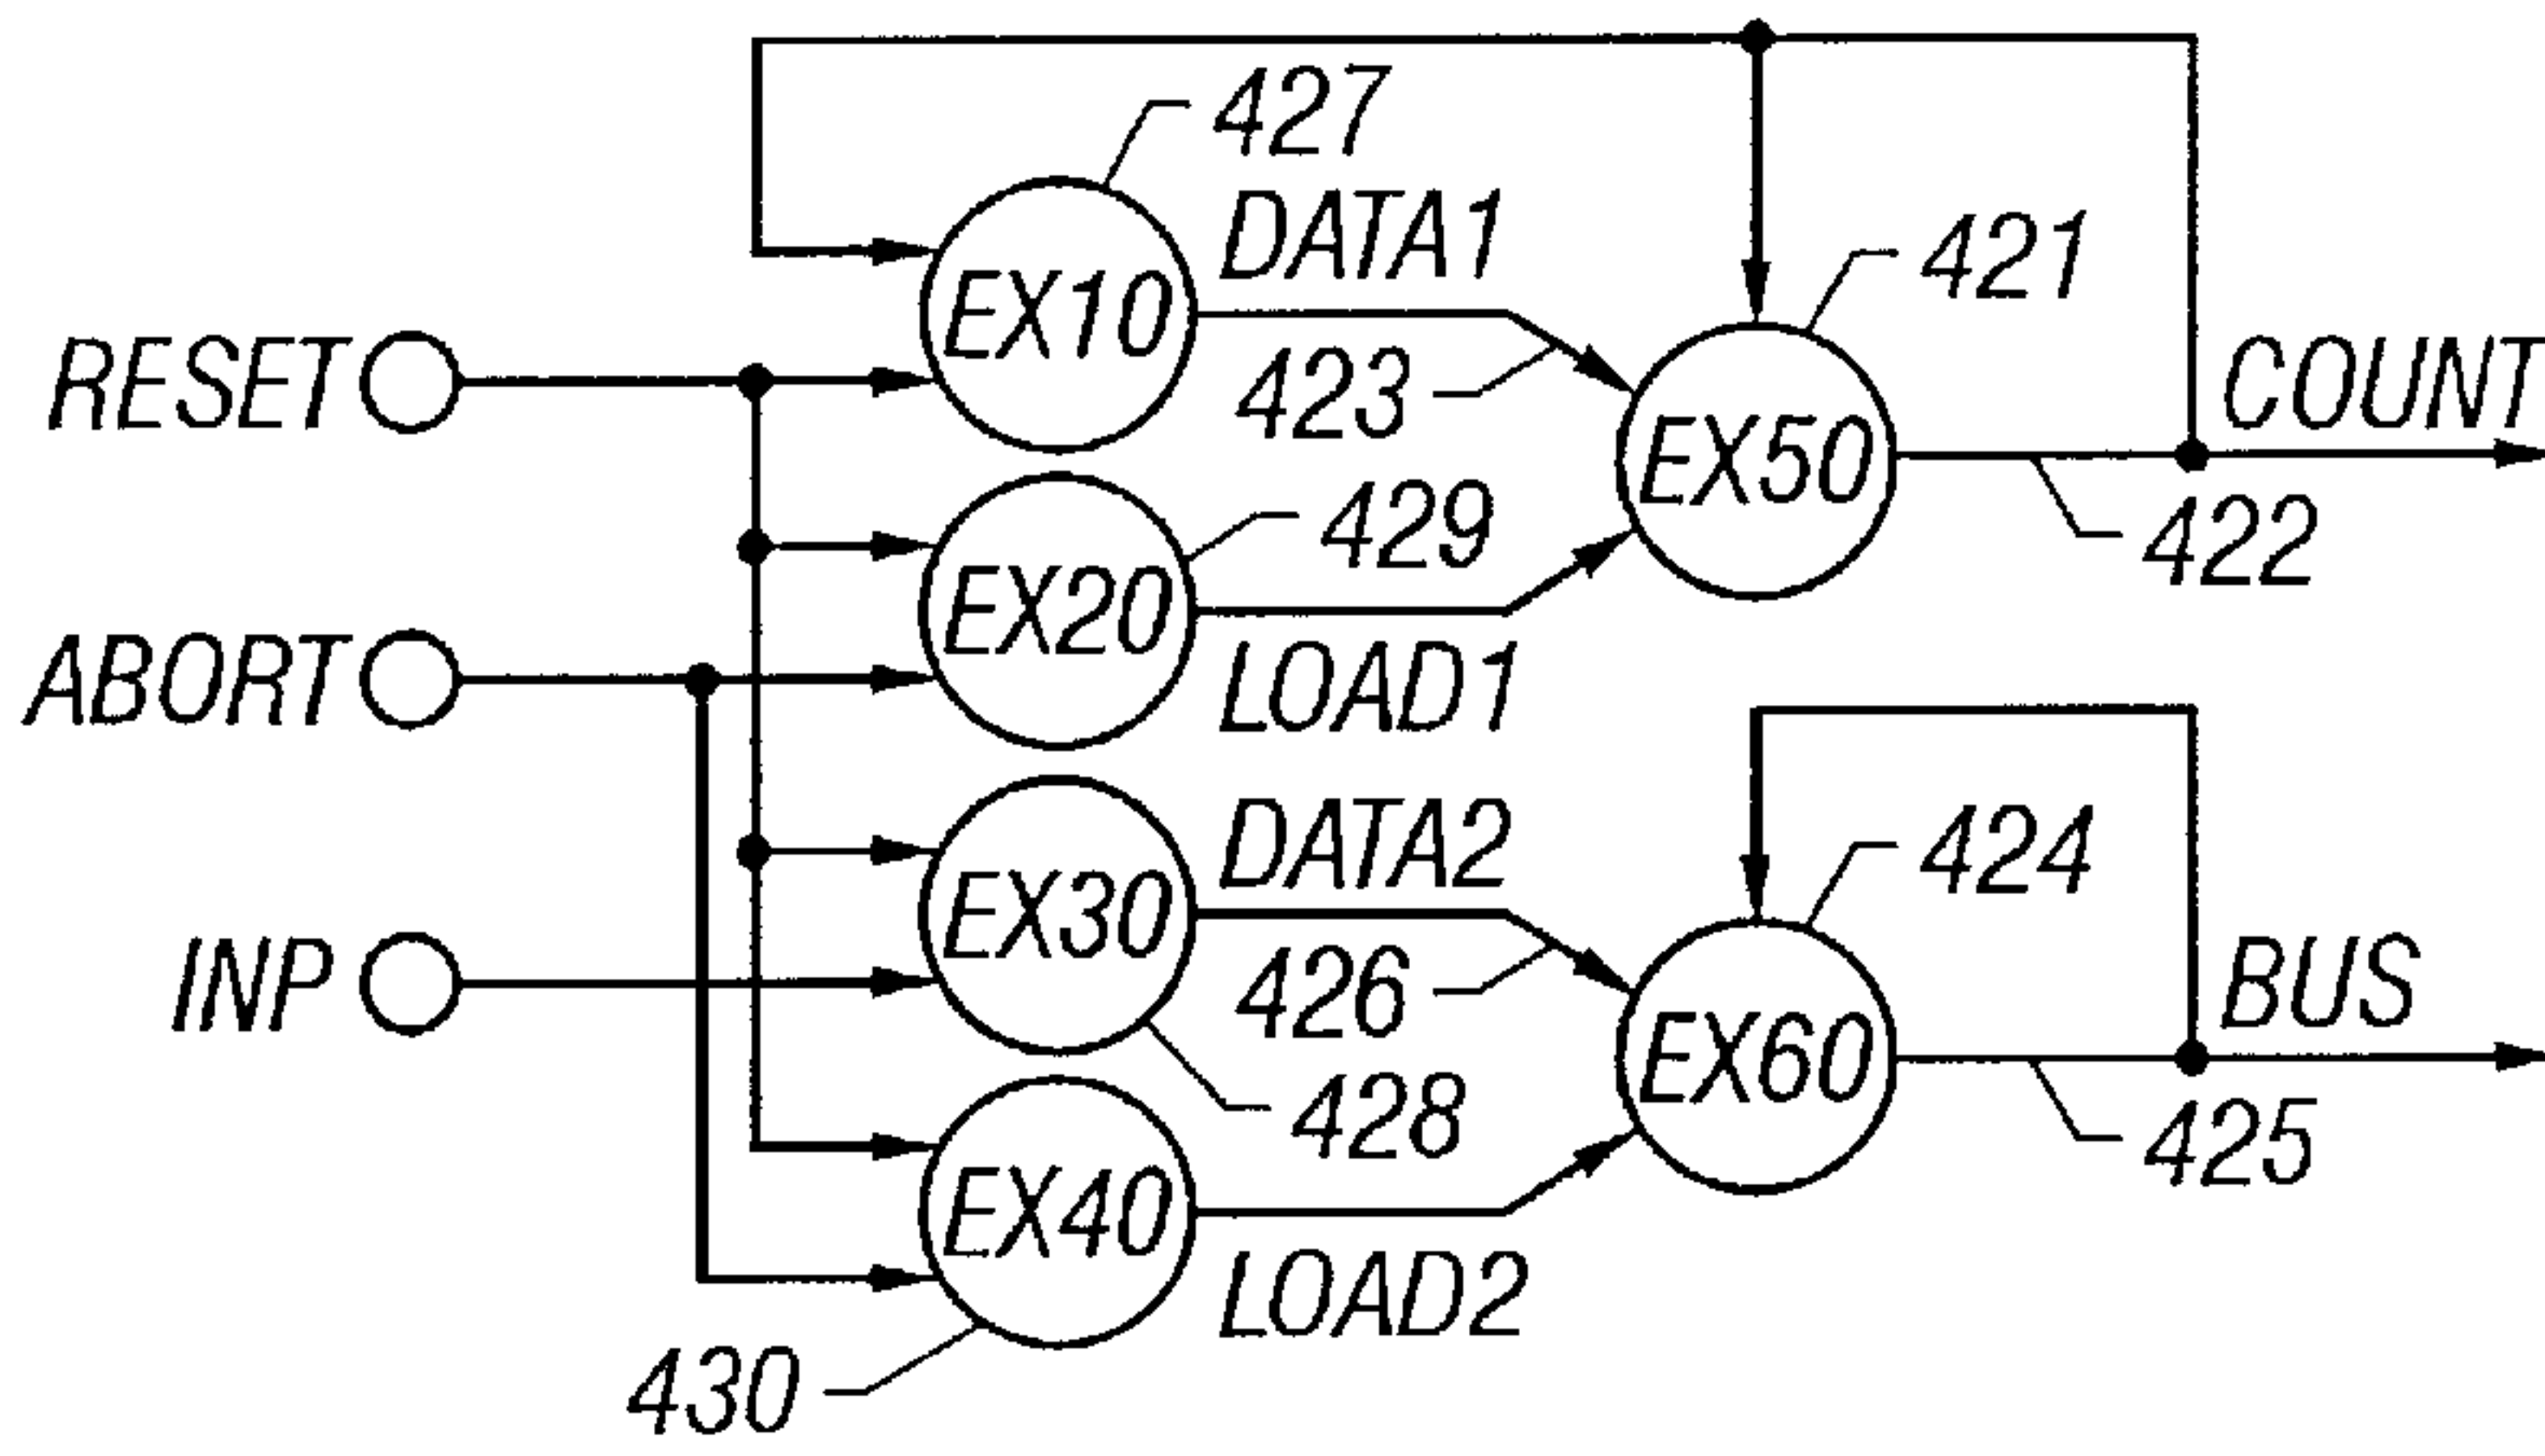 427
DATA1
421
EX10
RESET
423
COUNT
EX50
429
422
EX20
ABORT
LOAD1
DATA2
424
EX30
INP
426
BUS
EX60
428
425
EX40
LOAD2
430